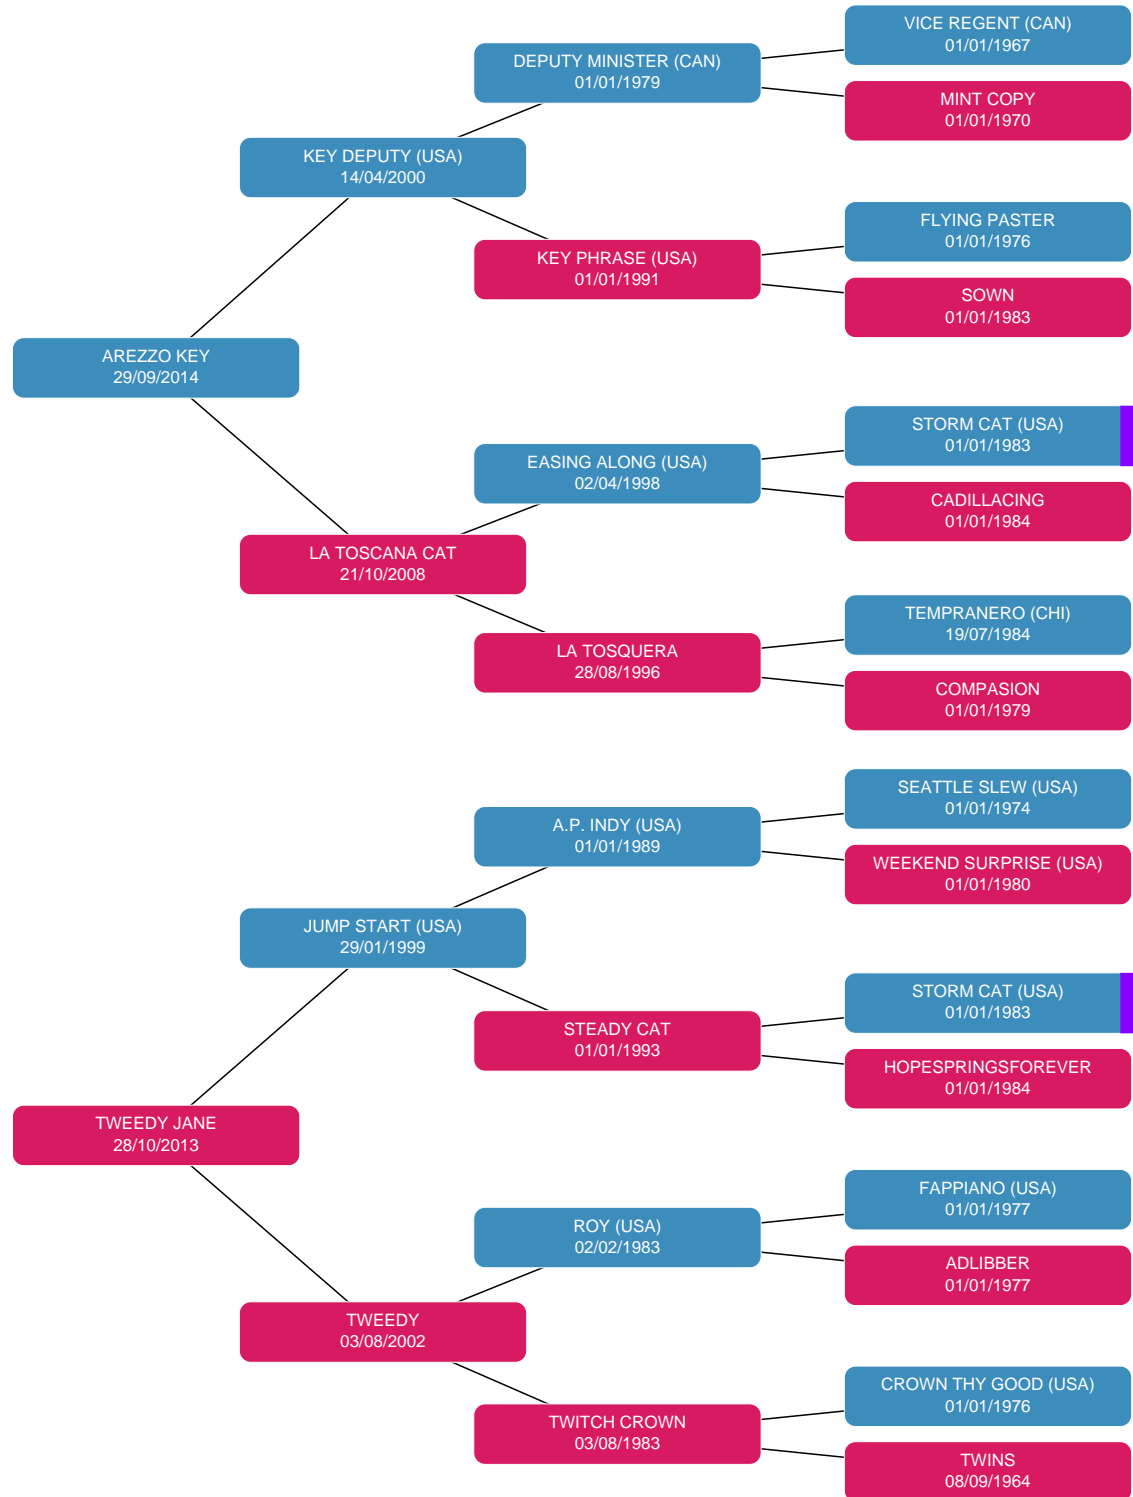 VICE REGENT (CAN)
01/01/1967
DEPUTY MINISTER (CAN)
01/01/1979
MINT COPY
01/01/1970
KEY DEPUTY (USA)
14/04/2000
FLYING PASTER
01/01/1976
KEY PHRASE (USA)
01/01/1991
SOWN
01/01/1983
AREZZO KEY
29/09/2014
STORM CAT (USA)
01/01/1983
EASING ALONG (USA)
02/04/1998
CADILLACING
01/01/1984
LA TOSCANA CAT
21/10/2008
TEMPRANERO (CHI)
19/07/1984
LA TOSQUERA
28/08/1996
COMPASION
01/01/1979
SEATTLE SLEW (USA)
01/01/1974
A.P. INDY (USA)
01/01/1989
WEEKEND SURPRISE (USA)
01/01/1980
JUMP START (USA)
29/01/1999
STORM CAT (USA)
01/01/1983
STEADY CAT
01/01/1993
HOPESPRINGSFOREVER
01/01/1984
TWEEDY JANE
28/10/2013
FAPPIANO (USA)
01/01/1977
ROY (USA)
02/02/1983
ADLIBBER
01/01/1977
TWEEDY
03/08/2002
CROWN THY GOOD (USA)
01/01/1976
TWITCH CROWN
03/08/1983
TWINS
08/09/1964